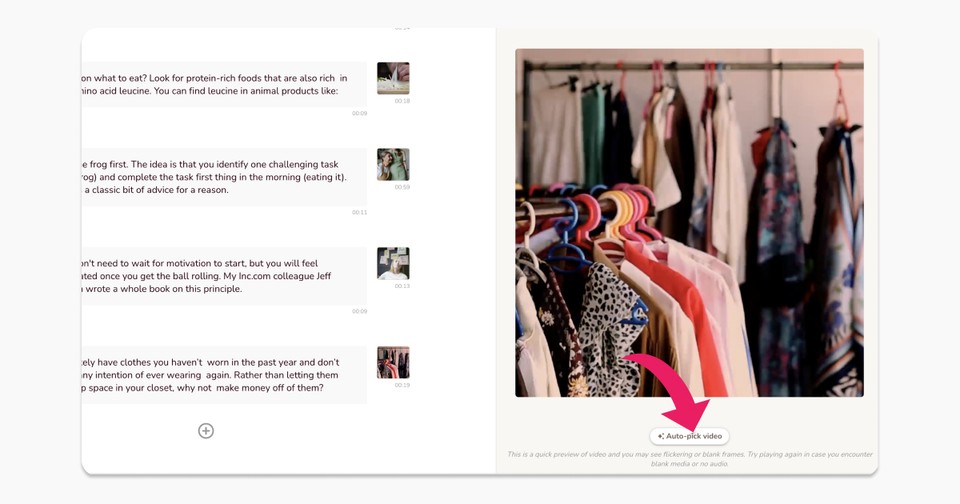 on what to eat? Look for protein-rich foods that are also rich  in
nino acid leucine. You can find leucine in animal products like:
00:18
00:09
e frog first. The idea is that you identify one challenging task
rog) and complete the task first thing in the morning (eating it).
a classic bit of advice for a reason.
00:59
00:11
on't need to wait for motivation to start, but you will feel
ated once you get the ball rolling. My Inc.com colleague Jeff
wrote a whole book on this principle.
00:13
00:09
ely have clothes you haven't  worn in the past year and don't
ny intention of ever wearing  again. Rather than letting them
p space in your closet, why not  make money off of them?
00:19
Auto-pick video
This is a quick preview of video and you may see flickering or blank frames. Try playing again in case you encounter
blank media or no audio.